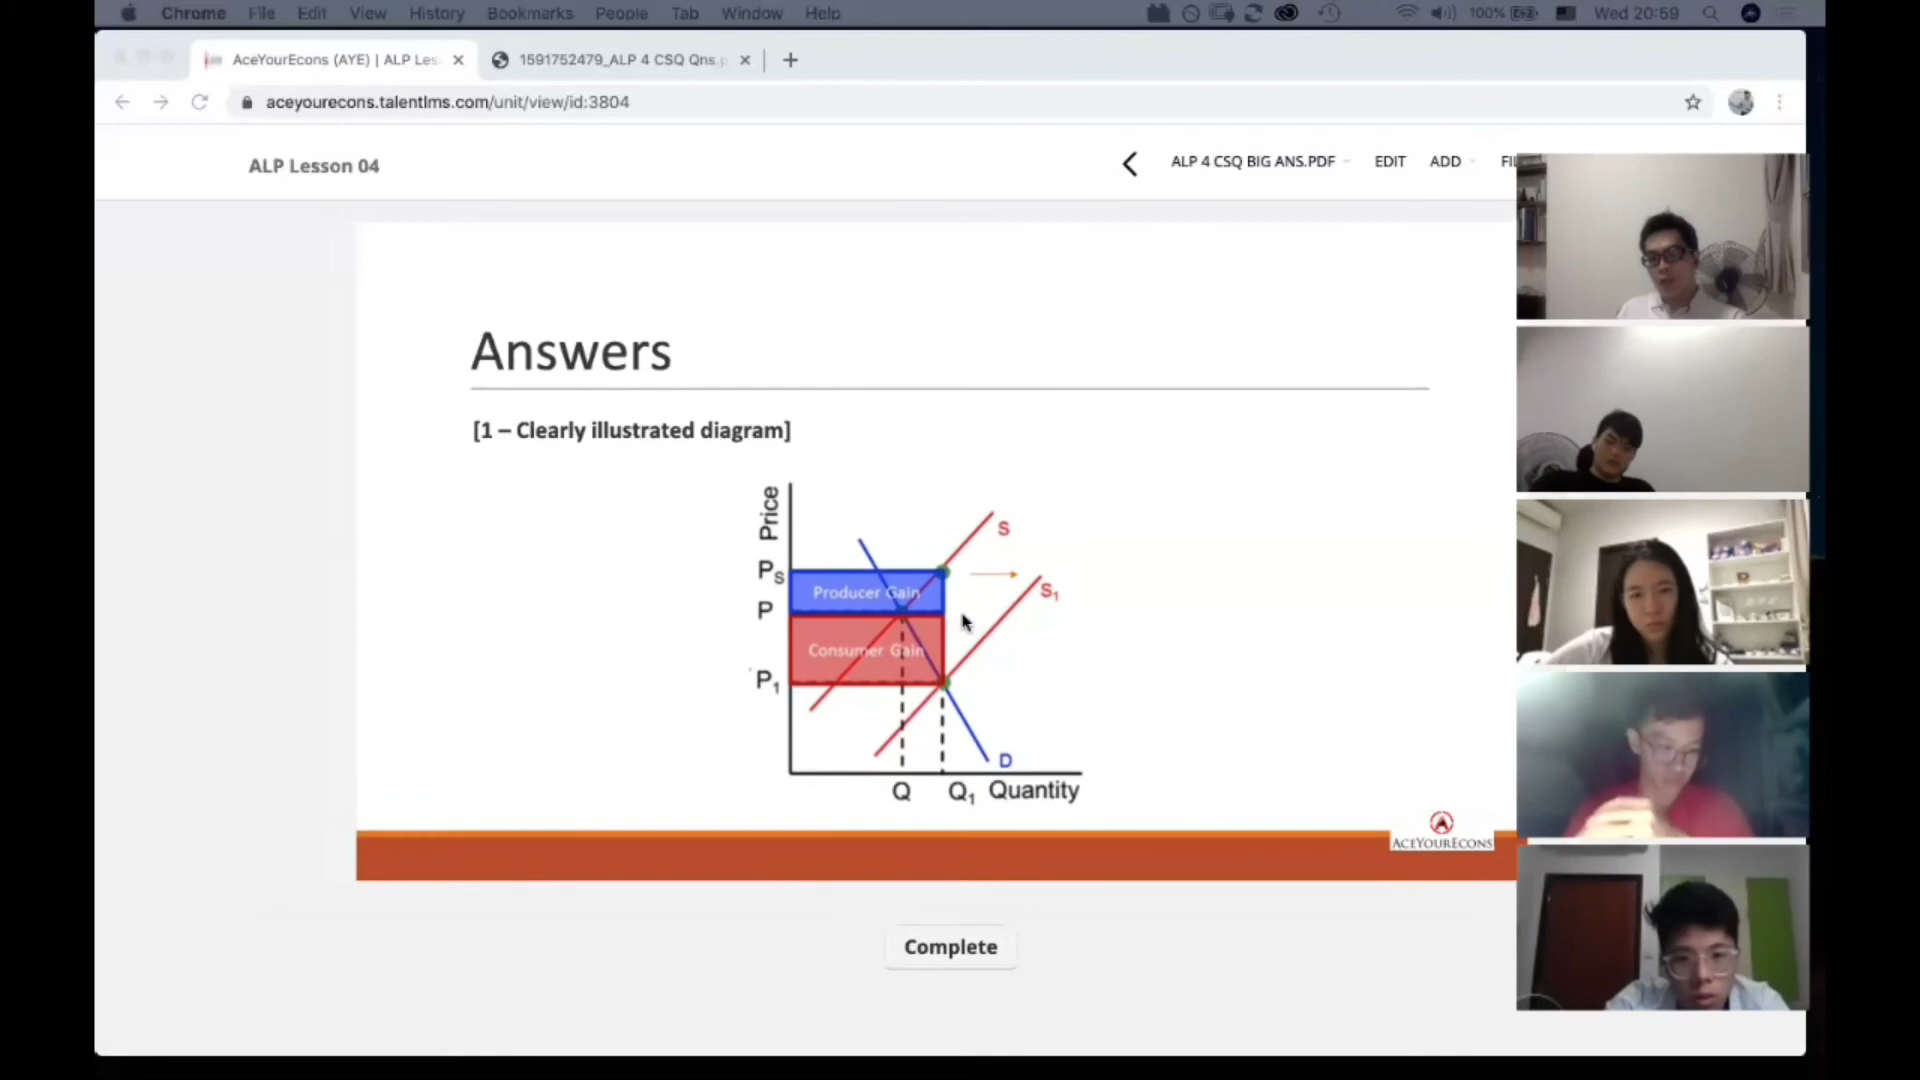 Chrome File Edit View History Bookmarks People Tab Window Help 100% Wed 20:59
AceYourEcons (AYE) | ALP Les
1591752479_ALP 4 CSQ Qns.p
aceyourecons.talentlms.com/unit/view/id:3804
ALP Lesson 04
ALP 4 CSQ BIG ANS.PDF EDIT ADD
Answers
[1 – Clearly illustrated diagram]
Price
S
PS
S1
Producer Gain
P
Consumer Gain
P1
D
Q Q1 Quantity
ACEYOURECONS
Complete